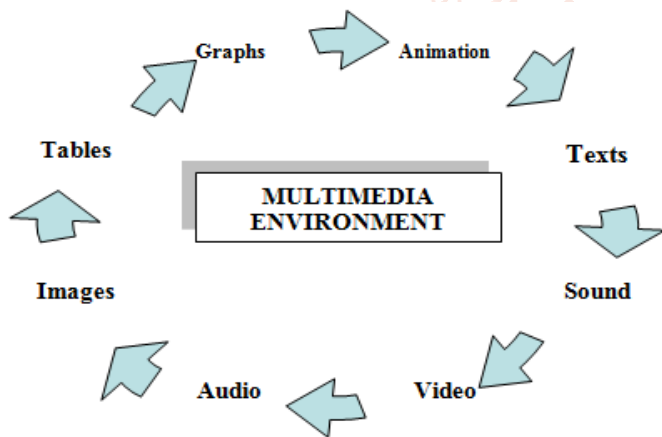 Graphs
Animation
Tables
Texts
MULTIMEDIA
ENVIRONMENT
Images
Sound
Audio
Video